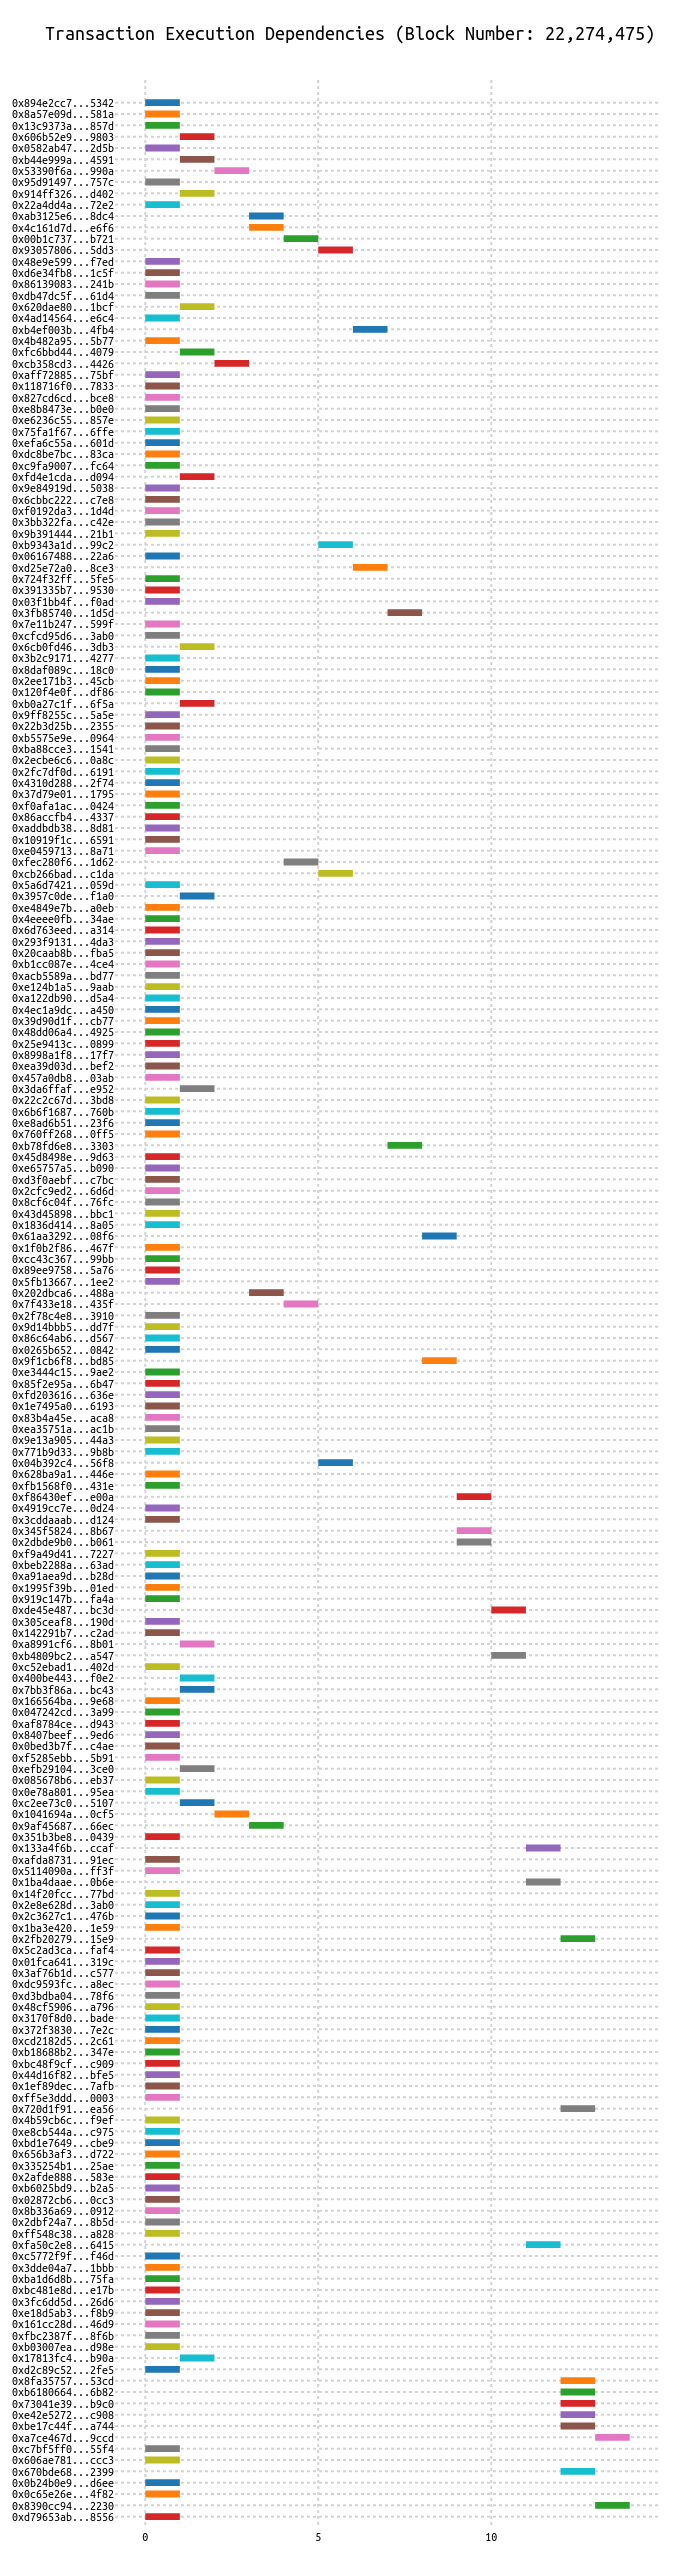 Transaction Execution Dependencies (Block Number: 22,274,475)
0x894e2cc7...5342
0x8a57e09d...581a
0x13c9373a...857d
0x606b52e9...9803
0x0582ab47...2d5b
0xb44e999a...4591
0x53390f6a...990a
0x95d91497...757c
0x914ff326...d402
0x22a4dd4a...72e2
0xab3125e6...8dc4
0x4c161d7d...e6f6
0x00b1c737...b721
0x93057806...5dd3
0x48e9e599...f7ed
0xd6e34fb8...1c5f
0x86139083...241b
0xdb47dc5f...61d4
0x620dae80...1bcf
0x4ad14564...e6c4
0xb4ef003b...4fb4
0x4b482a95...5b77
0xfc6bbd44...4079
0xcb358cd3...4426
0xaff72885...75bf
0x118716f0...7833
0x827cd6cd...bce8
0xe8b8473e...b0e0
0xe6236c55...857e
0x75fa1f67...6ffe
0xefa6c55a...601d
0xdc8be7bc...83ca
0xc9fa9007...fc64
0xfd4e1cda...d094
0x9e84919d...5038
0x6cbbc222...c7e8
0xf0192da3...1d4d
0x3bb322fa...c42e
0x9b391444...21b1
0xb9343a1d...99c2
0x06167488...22a6
0xd25e72a0...8ce3
0x724f32ff...5fe5
0x391335b7...9530
0x03f1bb4f...f0ad
0x3fb85740...1d5d
0x7e11b247...599f
0xcfcd95d6...3ab0
0x6cb0fd46...3db3
0x3b2c9171...4277
0x8daf089c...18c0
0x2ee171b3...45cb
0x120f4e0f...df86
0xb0a27c1f...6f5a
0x9ff8255c...5a5e
0x22b3d25b...2355
0xb5575e9e...0964
0xba88cce3...1541
0x2ecbe6c6...0a8c
0x2fc7df0d...6191
0x4310d288...2f74
0x37d79e01...1795
0xf0afa1ac...0424
0x86accfb4...4337
0xaddbdb38...8d81
0x10919f1c...6591
0xe0459713...8a71
0xfec280f6...1d62
0xcb266bad...c1da
0x5a6d7421...059d
0x3957c0de...f1a0
0xe4849e7b...a0eb
0x4eeee0fb...34ae
0x6d763eed...a314
0x293f9131...4da3
0x20caab8b...fba5
0xb1cc087e...4ce4
0xacb5589a...bd77
0xe124b1a5...9aab
0xa122db90...d5a4
0x4ec1a9dc...a450
0x39d90d1f...cb77
0x48dd06a4...4925
0x25e9413c...0899
0x8998a1f8...17f7
0xea39d03d...bef2
0x457a0db8...03ab
0x3da6ffaf...e952
0x22c2c67d...3bd8
0x6b6f1687...760b
0xe8ad6b51...23f6
0x760ff268...0ff5
0xb78fd6e8...3303
0x45d8498e...9d63
0xe65757a5...b090
0xd3f0aebf...c7bc
0x2cfc9ed2...6d6d
0x8cf6c04f...76fc
0x43d45898...bbc1
0x1836d414...8a05
0x61aa3292...08f6
0x1f0b2f86...467f
0xcc43c367...99bb
0x89ee9758...5a76
0x5fb13667...1ee2
0x202dbca6...488a
0x7f433e18...435f
0x2f78c4e8...3910
0x9d14bbb5...dd7f
0x86c64ab6...d567
0x0265b652...0842
0x9f1cb6f8...bd85
0xe3444c15...9ae2
0x85f2e95a...6b47
0xfd203616...636e
0x1e7495a0...6193
0x83b4a45e...aca8
0xea35751a...ac1b
0x9e13a905...44a3
0x771b9d33...9b8b
0x04b392c4...56f8
0x628ba9a1...446e
0xfb1568f0...431e
0xf86430ef...e00a
0x4919cc7e...0d24
0x3cddaaab...d124
0x345f5824...8b67
0x2dbde9b0...b061
0xf9a49d41...7227
0xbeb2288a...63ad
0xa91aea9d...b28d
0x1995f39b...01ed
0x919c147b...fa4a
0xde45e487...bc3d
0x305ceaf8...190d
0x142291b7...c2ad
0xa8991cf6...8b01
0xb4809bc2...a547
0xc52ebad1...402d
0x400be443...f0e2
0x7bb3f86a...bc43
0x166564ba...9e68
0x047242cd...3a99
0xaf8784ce...d943
0x8407beef...9ed6
0x0bed3b7f...c4ae
0xf5285ebb...5b91
0xefb29104...3ce0
0x085678b6...eb37
0x0e78a801...95ea
0xc2ee73c0...5107
0x1041694a...0cf5
0x9af45687...66ec
0x351b3be8...0439
0x133a4f6b...ccaf
0xafda8731...91ec
0x5114090a...ff3f
0x1ba4daae...0b6e
0x14f20fcc...77bd
0x2e8e628d...3ab0
0x2c3627c1...476b
0x1ba3e420...1e59
0x2fb20279...15e9
0x5c2ad3ca...faf4
0x01fca641...319c
0x3af76b1d...c577
0xdc9593fc...a8ec
0xd3bdba04...78f6
0x48cf5906...a796
0x3170f8d0...bade
0x372f3830...7e2c
0xcd2182d5...2c61
0xb18688b2...347e
0xbc48f9cf...c909
0x44d16f82...bfe5
0x1ef89dec...7afb
0xff5e3ddd...0003
0x720d1f91...ea56
0x4b59cb6c...f9ef
0xe8cb544a...c975
0xbd1e7649...cbe9
0x656b3af3...d722
0x335254b1...25ae
0x2afde888...583e
0xb6025bd9...b2a5
0x02872cb6...0cc3
0x8b336a69...0912
0x2dbf24a7...8b5d
0xff548c38...a828
0xfa50c2e8...6415
0xc5772f9f...f46d
0x3dde04a7...1bbb
0xba1d6d8b...75fa
0xbc481e8d...e17b
0x3fc6dd5d...26d6
0xe18d5ab3...f8b9
0x161cc28d...46d9
0xfbc2387f...8f6b
0xb03007ea...d98e
0x17813fc4...b90a
0xd2c89c52...2fe5
0x8fa35757...53cd
0xb6180664...6b82
0x73041e39...b9c0
0xe42e5272...c908
0xbe17c44f...a744
0xa7ce467d...9ccd
0xc7bf5ff0...55f4
0x606ae781...ccc3
0x670bde68...2399
0x0b24b0e9...d6ee
0x0c65e26e...4f82
0x8390cc94...2230
0xd79653ab...8556
0 5 10